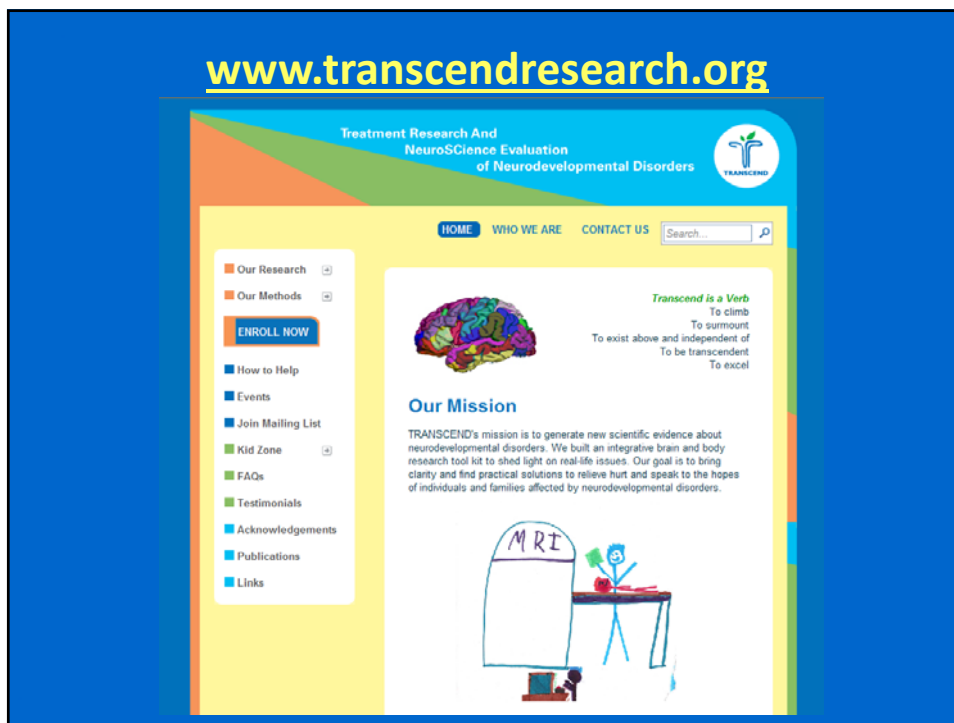 www.transcendresearch.org
Treatment Research And
NeuroSCience Evaluation
of Neurodevelopmental Disorders
TRANSCEND
HOME WHO WE ARE CONTACT US Search...
Our Research
Our Methods
ENROLL NOW
How to Help
Events
Join Mailing List
Kid Zone
FAQs
Testimonials
Acknowledgements
Publications
Links
Transcend is a Verb
To climb
To surmount
To exist above and independent of
To be transcendent
To excel
Our Mission
TRANSCEND's mission is to generate new scientific evidence about
neurodevelopmental disorders. We built an integrative brain and body
research tool kit to shed light on real-life issues. Our goal is to bring
clarity and find practical solutions to relieve hurt and speak to the hopes
of individuals and families affected by neurodevelopmental disorders.
MRI